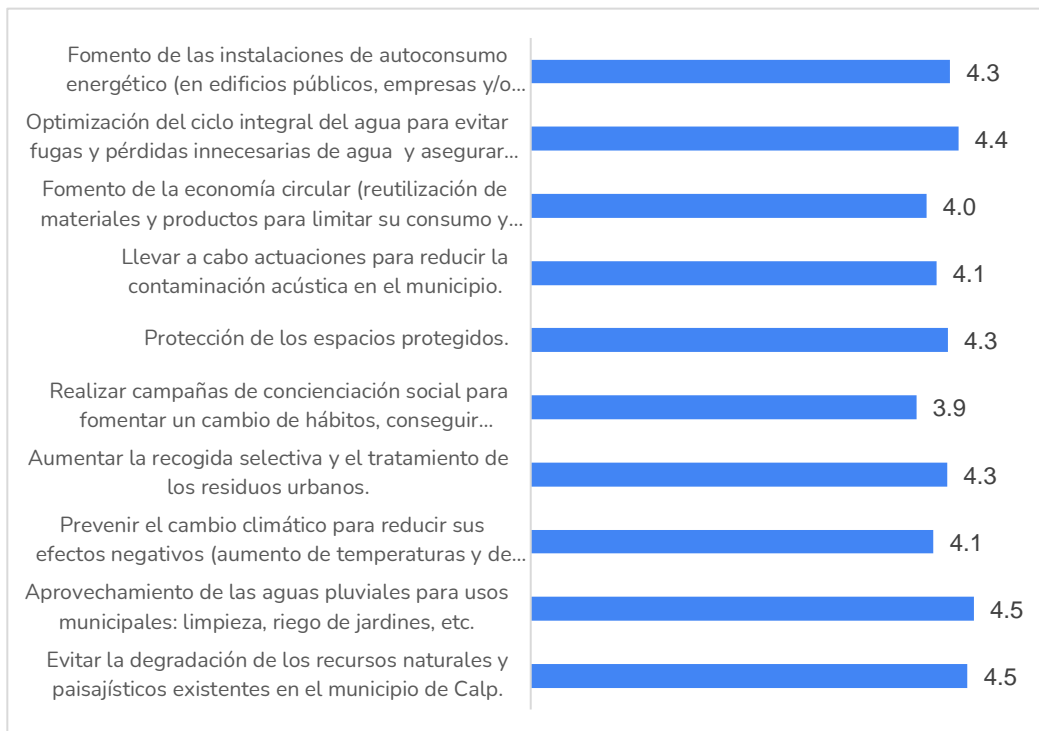 Fomento de las instalaciones de autoconsumo
energético (en edificios públicos, empresas y/o...
4.3
Optimización del ciclo integral del agua para evitar
fugas y pérdidas innecesarias de agua y asegurar...
4.4
Fomento de la economía circular (reutilización de
materiales y productos para limitar su consumo y...
4.0
Llevar a cabo actuaciones para reducir la
contaminación acústica en el municipio.
4.1
Protección de los espacios protegidos.
4.3
Realizar campañas de concienciación social para
fomentar un cambio de hábitos, conseguir...
3.9
Aumentar la recogida selectiva y el tratamiento de
los residuos urbanos.
4.3
Prevenir el cambio climático para reducir sus
efectos negativos (aumento de temperaturas y de...
4.1
Aprovechamiento de las aguas pluviales para usos
municipales: limpieza, riego de jardines, etc.
4.5
Evitar la degradación de los recursos naturales y
paisajísticos existentes en el municipio de Calp.
4.5